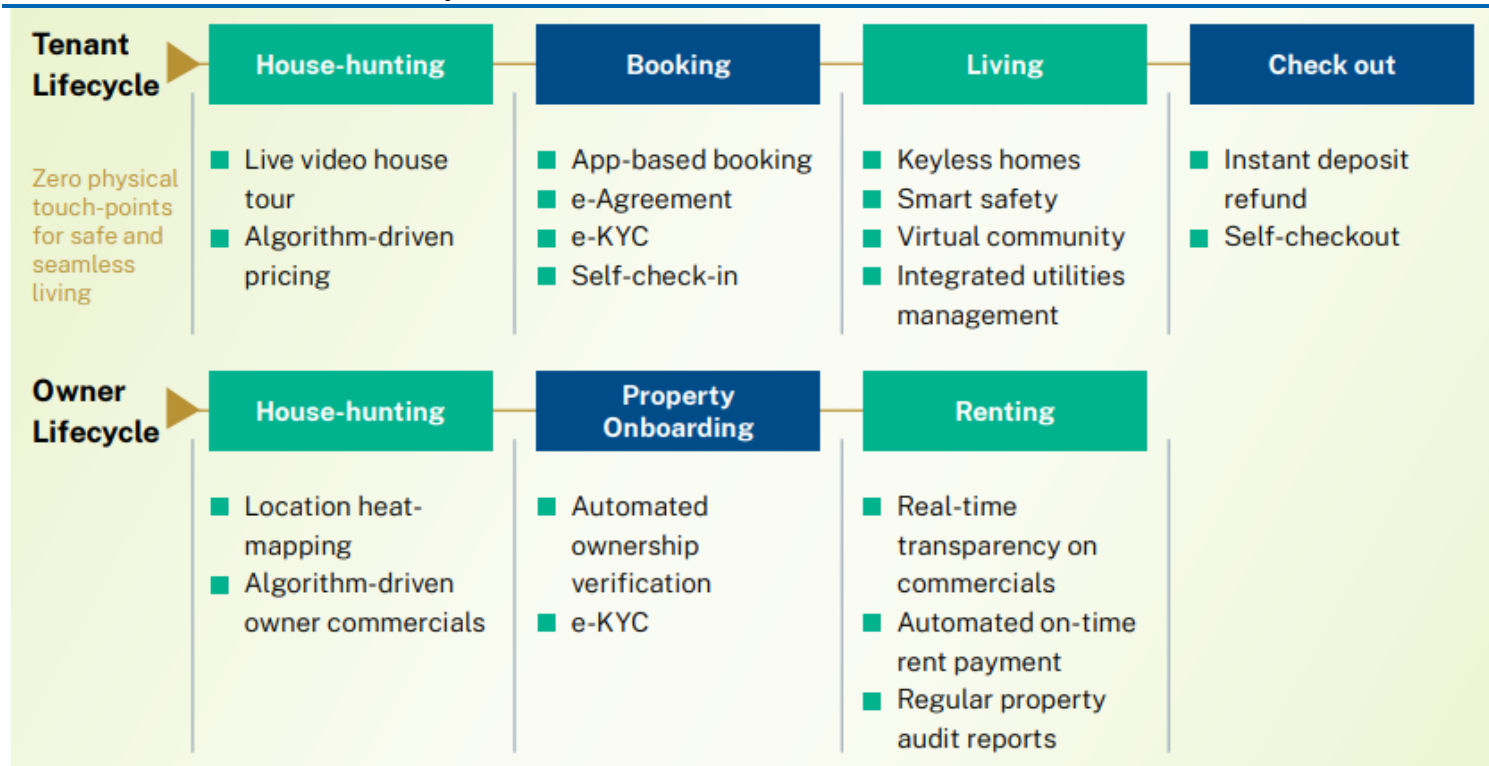 Tenant
Lifecycle
House-hunting
Booking
Living
Check out
Zero physical
touch-points
for safe and
seamless
living
Live video house
tour
Algorithm-driven
pricing
App-based booking
e-Agreement
e-KYC
Self-check-in
Keyless homes
Smart safety
Virtual community
Integrated utilities
management
Instant deposit
refund
Self-checkout
Owner
Lifecycle
House-hunting
Property
Onboarding
Renting
Location heat-
mapping
Algorithm-driven
owner commercials
Automated
ownership
verification
e-KYC
Real-time
transparency on
commercials
Automated on-time
rent payment
Regular property
audit reports